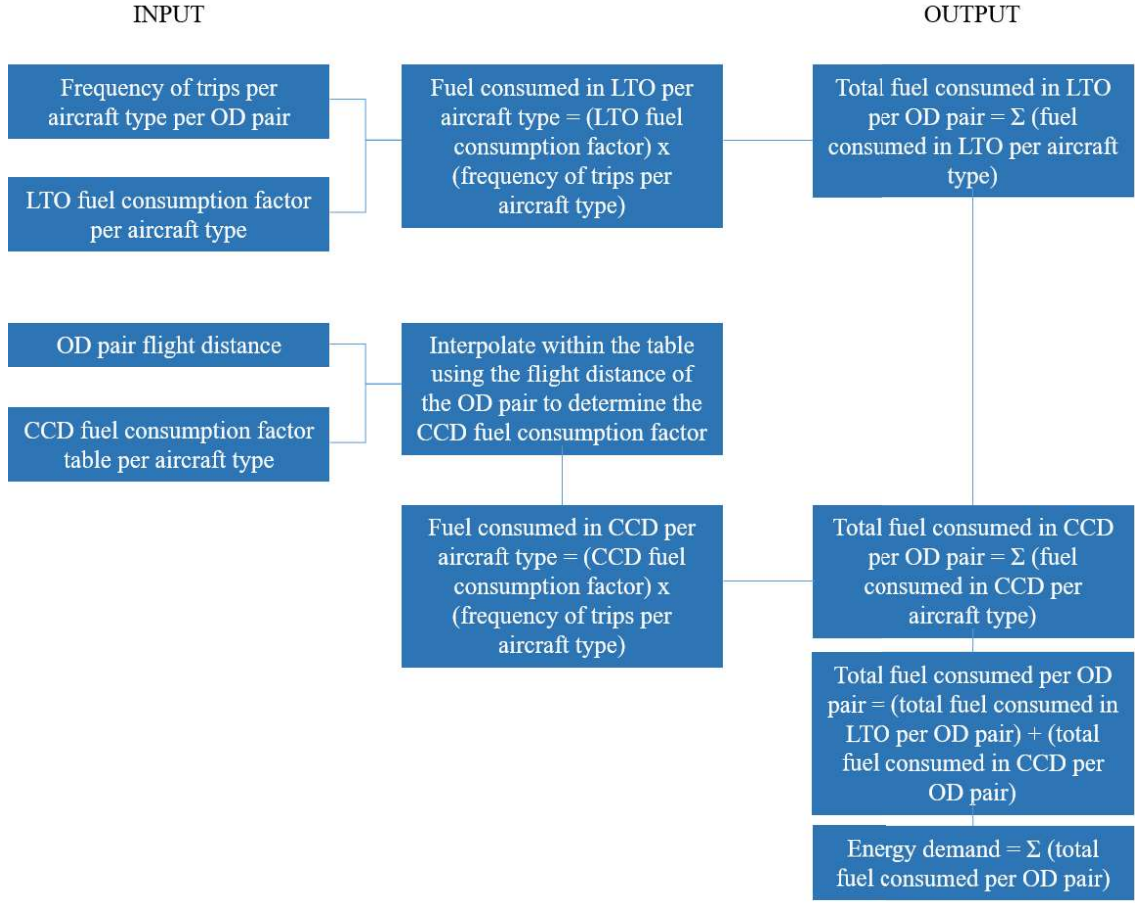 INPUT
OUTPUT
Frequency of trips per
aircraft type per OD pair
LTO fuel consumption factor
per aircraft type
Fuel consumed in LTO per
aircraft type = (LTO fuel
consumption factor) x
(frequency of trips per
aircraft type)
Total fuel consumed in LTO
per OD pair = Σ (fuel
consumed in LTO per aircraft
type)
OD pair flight distance
CCD fuel consumption factor
table per aircraft type
Interpolate within the table
using the flight distance of
the OD pair to determine the
CCD fuel consumption factor
Fuel consumed in CCD per
aircraft type = (CCD fuel
consumption factor) x
(frequency of trips per
aircraft type)
Total fuel consumed in CCD
per OD pair = Σ (fuel
consumed in CCD per
aircraft type)
Total fuel consumed per OD
pair = (total fuel consumed in
LTO per OD pair) + (total
fuel consumed in CCD per
OD pair)
Energy demand = Σ (total
fuel consumed per OD pair)